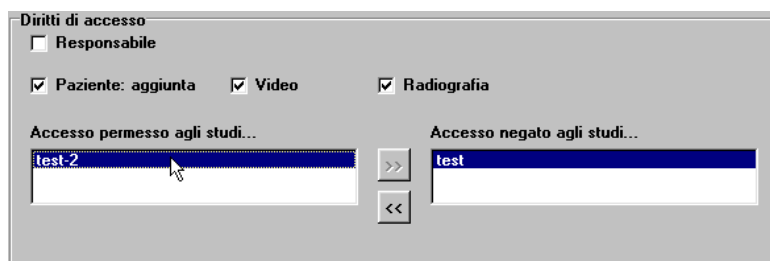 Diritti di accesso
Responsabile
Paziente: aggiunta Video Radiografia
Accesso permesso agli studi... Accesso negato agli studi...
test-2 >> test
<<